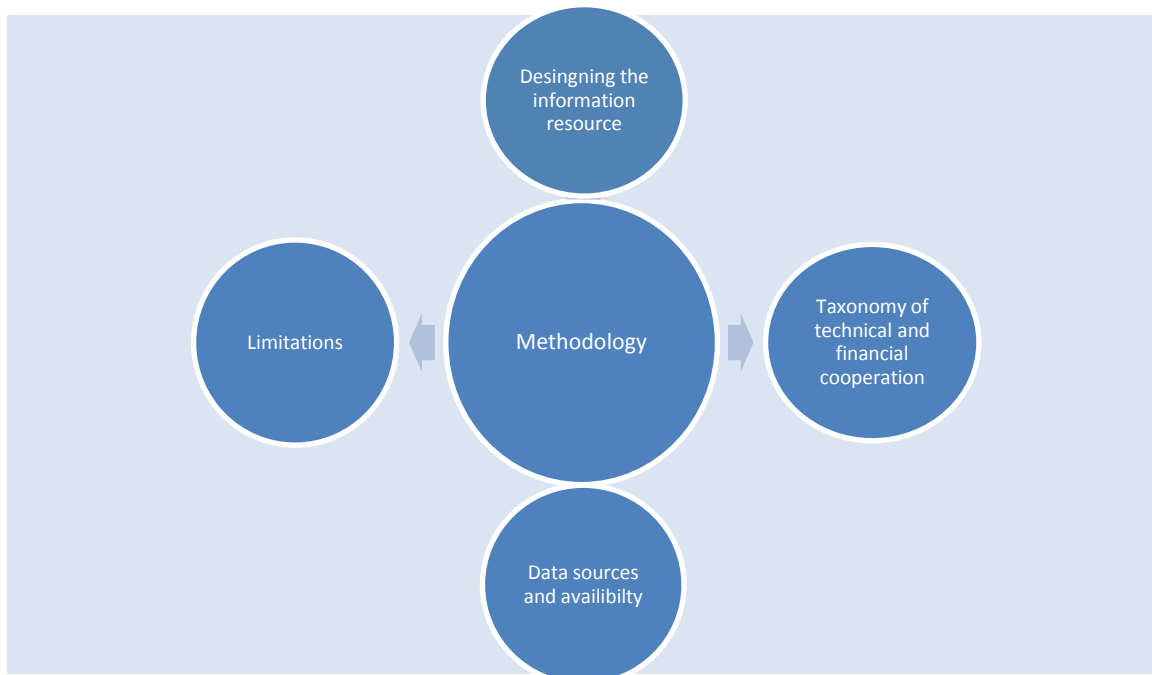 Desingning the
information
resource
Limitations
Methodology
Taxonomy of
technical and
financial
cooperation
Data sources
and availibilty